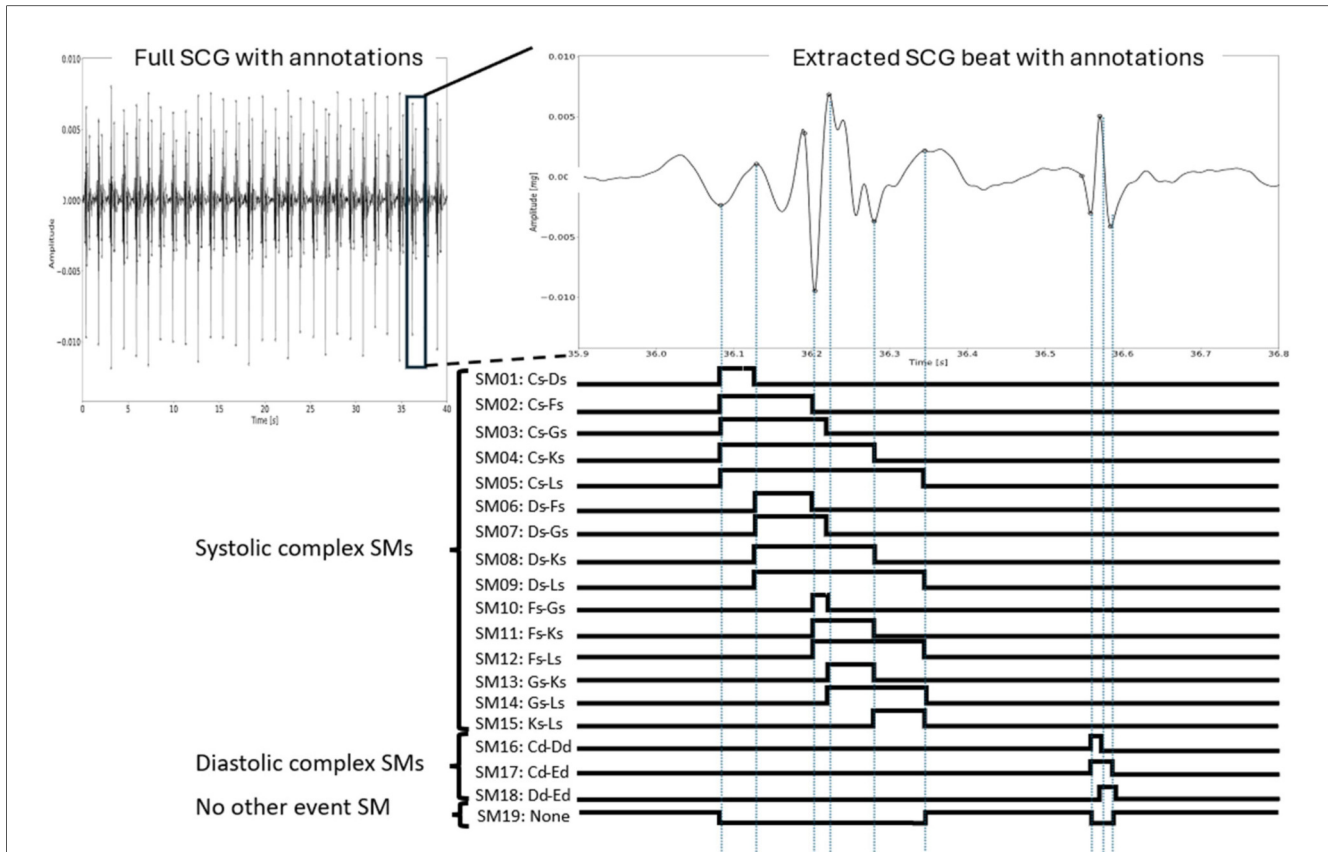 Full SCG with annotations
Extracted SCG beat with annotations
0.010
0.005
0.000
−0.005
−0.010
Amplitude
0 5 10 15 20 25 30 35 40
Time [s]
0.010
0.005
0.00
−0.005
−0.010
Amplitude [mg]
35.9 36.0 36.1 36.2 36.3 36.4 36.5 36.6 36.7 36.8
Time [s]
SM01: Cs-Ds
SM02: Cs-Fs
SM03: Cs-Gs
SM04: Cs-Ks
SM05: Cs-Ls
SM06: Ds-Fs
SM07: Ds-Gs
Systolic complex SMs
SM08: Ds-Ks
SM09: Ds-Ls
SM10: Fs-Gs
SM11: Fs-Ks
SM12: Fs-Ls
SM13: Gs-Ks
SM14: Gs-Ls
SM15: Ks-Ls
SM16: Cd-Dd
Diastolic complex SMs
SM17: Cd-Ed
SM18: Dd-Ed
No other event SM
SM19: None